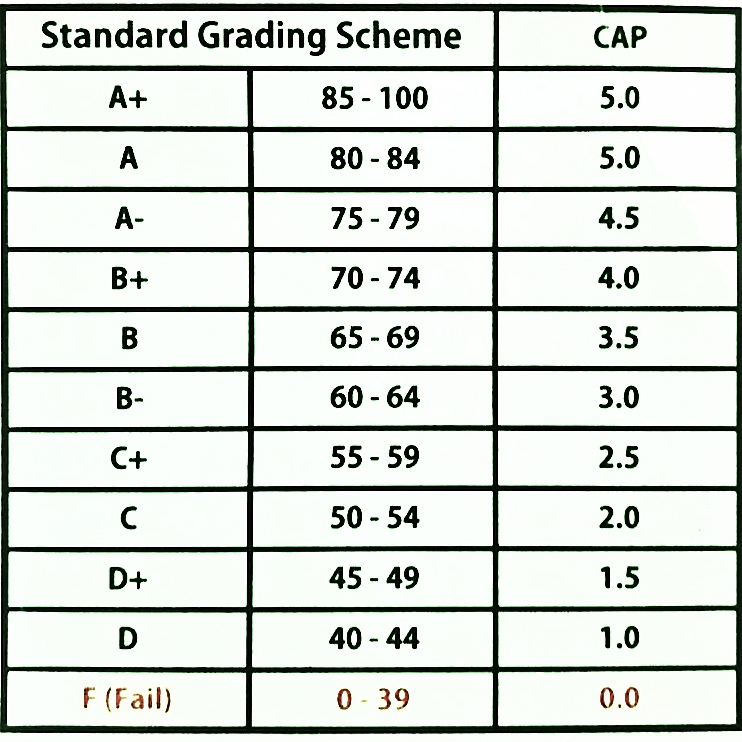 Standard Grading Scheme CAP
A+ 85 - 100 5.0
A 80 - 84 5.0
A- 75 - 79 4.5
B+ 70 - 74 4.0
B 65 - 69 3.5
B- 60 - 64 3.0
C+ 55 - 59 2.5
C 50 - 54 2.0
D+ 45 - 49 1.5
D 40 - 44 1.0
F (Fail) 0 - 39 0.0